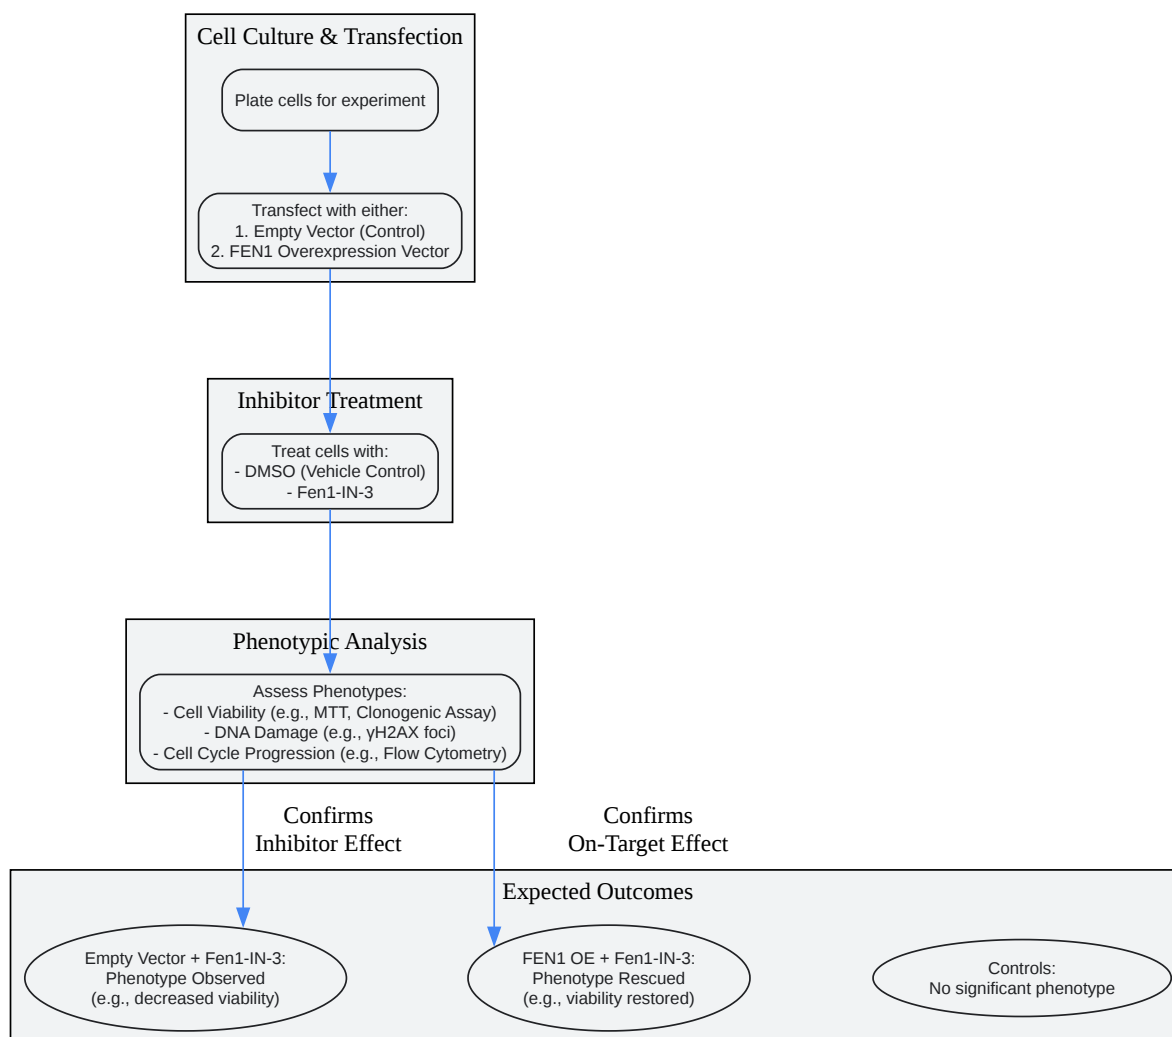 Cell Culture & Transfection
Plate cells for experiment
Transfect with either:
1. Empty Vector (Control)
2. FEN1 Overexpression Vector
Inhibitor Treatment
Treat cells with:
- DMSO (Vehicle Control)
- Fen1-IN-3
Phenotypic Analysis
Assess Phenotypes:
- Cell Viability (e.g., MTT, Clonogenic Assay)
- DNA Damage (e.g., γH2AX foci)
- Cell Cycle Progression (e.g., Flow Cytometry)
Confirms
Inhibitor Effect
Confirms
On-Target Effect
Expected Outcomes
Empty Vector + Fen1-IN-3:
Phenotype Observed
(e.g., decreased viability)
FEN1 OE + Fen1-IN-3:
Phenotype Rescued
(e.g., viability restored)
Controls:
No significant phenotype